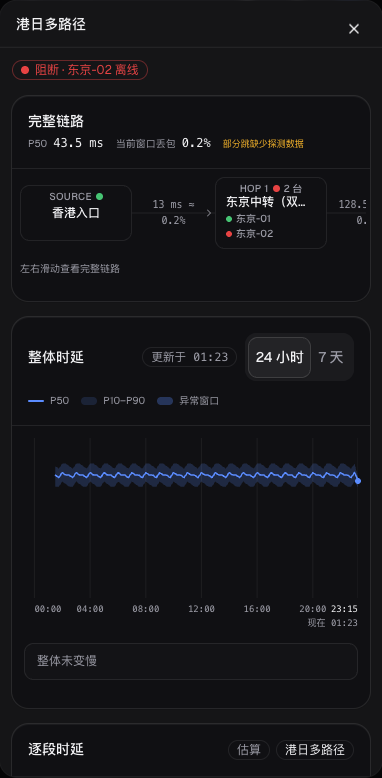 港日多路径
阻断 · 东京-02 离线
完整链路
P50 43.5 ms 当前窗口丢包 0.2% 部分跳缺少探测数据
SOURCE
香港入口
13 ms ≈
0.2%
HOP 1 2 台
东京中转（双…
东京-01
东京-02
128.5
0.
左右滑动查看完整链路
整体时延
更新于 01:23
24 小时 7 天
P50 P10–P90 异常窗口
00:00 04:00 08:00 12:00 16:00 20:00 23:15
现在 01:23
整体未变慢
逐段时延
估算 港日多路径